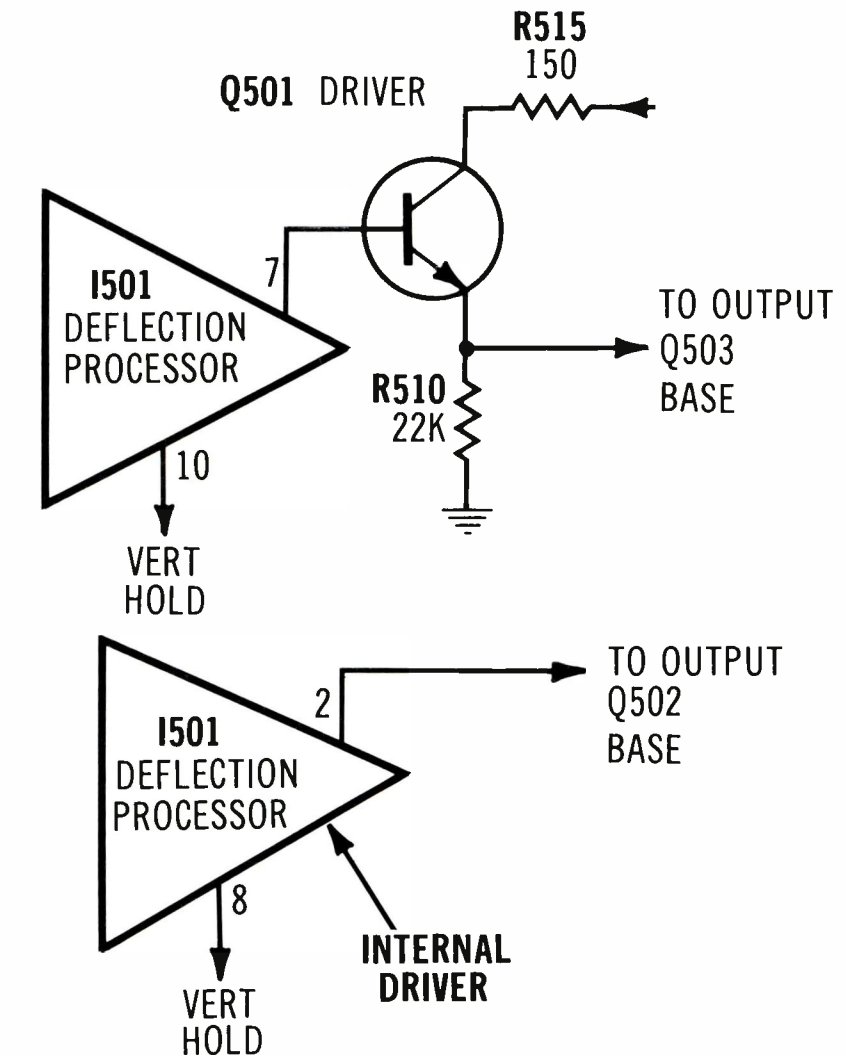 R515
150
Q501 DRIVER
7
I501
DEFLECTION
PROCESSOR
TO OUTPUT
Q503
BASE
R510
22K
10
VERT
HOLD
TO OUTPUT
Q502
BASE
2
I501
DEFLECTION
PROCESSOR
8
INTERNAL
DRIVER
VERT
HOLD